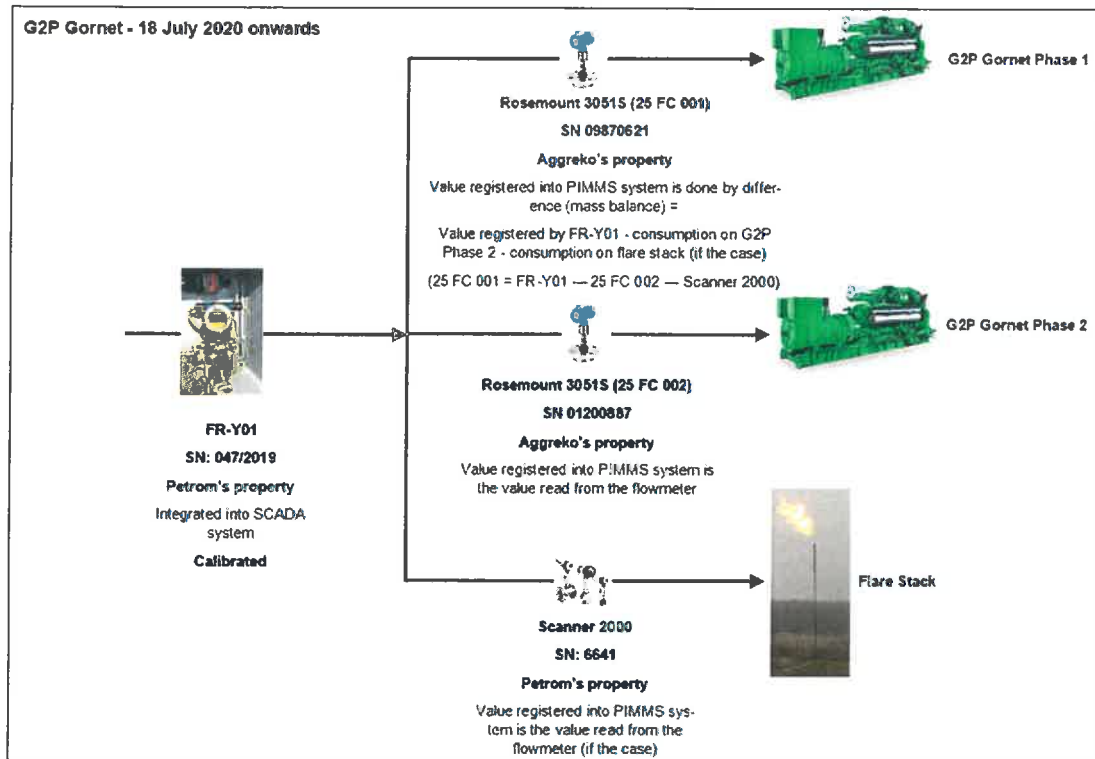 G2P Gornet - 18 July 2020 onwards
G2P Gornet Phase 1
Rosemount 3051S (25 FC 001)
SN 09870621
Aggreko's property
Value registered into PIMMS system is done by differ-
ence (mass balance) =
Value registered by FR-Y01 - consumption on G2P
Phase 2 - consumption on flare stack (if the case)
(25 FC 001 = FR-Y01 — 25 FC 002 — Scanner 2000)
G2P Gornet Phase 2
Rosemount 3051S (25 FC 002)
SN 01200887
Aggreko's property
Value registered into PIMMS system is
the value read from the flowmeter
FR-Y01
SN: 047/2019
Petrom's property
Integrated into SCADA
system
Calibrated
Flare Stack
Scanner 2000
SN: 6641
Petrom's property
Value registered into PIMMS sys-
tem is the value read from the
flowmeter (if the case)